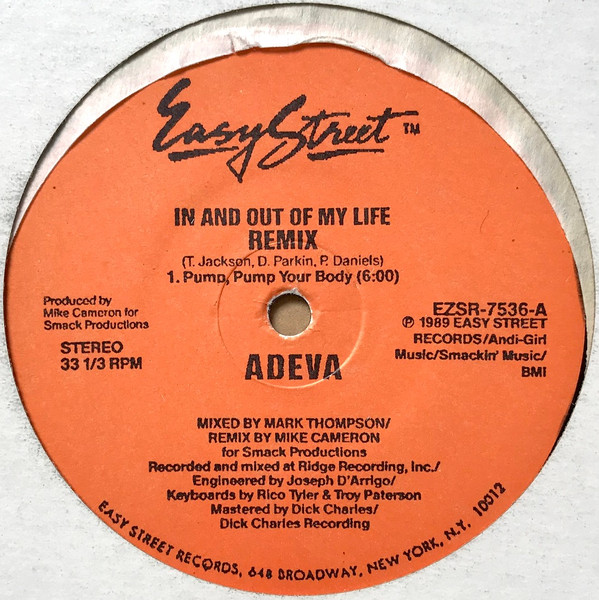 Easy Street ™
IN AND OUT OF MY LIFE
REMIX
(T. Jackson, D. Parkin, P. Daniels)
1. Pump, Pump Your Body (6:00)
Produced by
Mike Cameron for
Smack Productions
STEREO
33 1/3 RPM
EZSR-7536-A
℗ 1989 EASY STREET
RECORDS/Andi-Girl
Music/Smackin' Music/
BMI
ADEVA
MIXED BY MARK THOMPSON/
REMIX BY MIKE CAMERON
for Smack Productions
Recorded and mixed at Ridge Recording, Inc./
Engineered by Joseph D'Arrigo/
Keyboards by Rico Tyler & Troy Paterson
Mastered by Dick Charles/
Dick Charles Recording
EASY STREET RECORDS, 648 BROADWAY, NEW YORK, N.Y. 10012